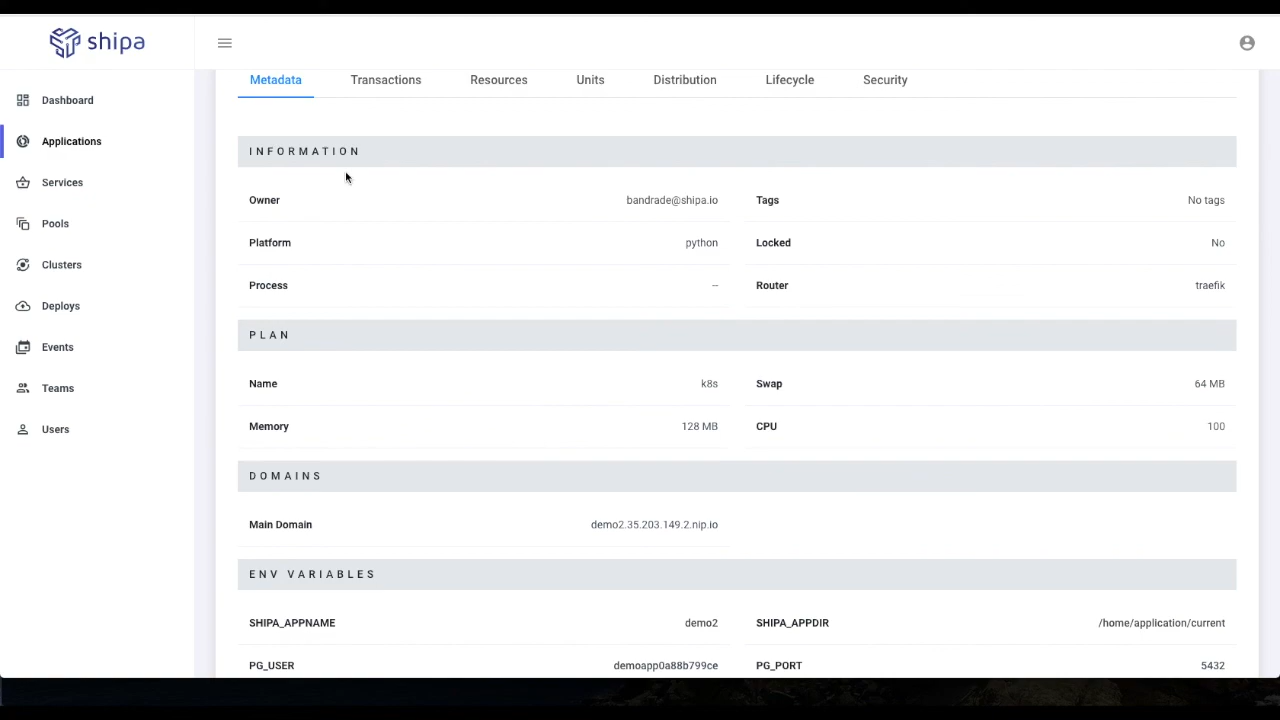 shipa
Metadata Transactions Resources Units Distribution Lifecycle Security
Dashboard
Applications
Services
Pools
Clusters
Deploys
Events
Teams
Users
INFORMATION
Owner bandrade@shipa.io Tags No tags
Platform python Locked No
Process -- Router traefik
PLAN
Name k8s Swap 64 MB
Memory 128 MB CPU 100
DOMAINS
Main Domain demo2.35.203.149.2.nip.io
ENV VARIABLES
SHIPA_APPNAME demo2 SHIPA_APPDIR /home/application/current
PG_USER demoapp0a88b799ce PG_PORT 5432